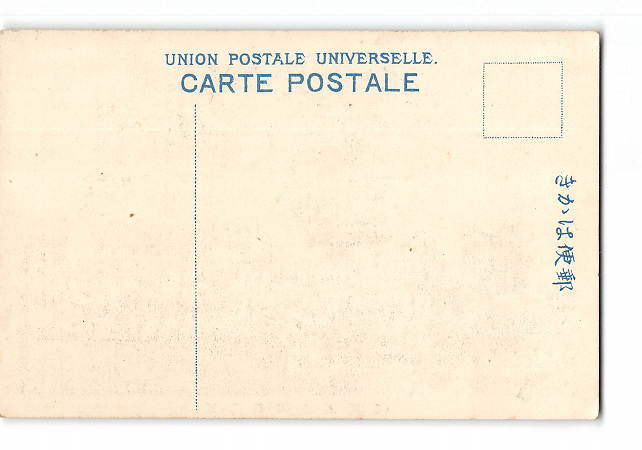 UNION POSTALE UNIVERSELLE.
CARTE POSTALE
きかは便郵